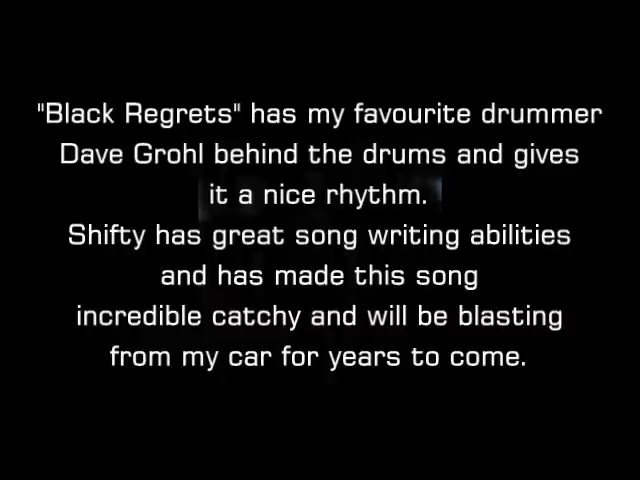 "Black Regrets" has my favourite drummer
Dave Grohl behind the drums and gives
it a nice rhythm.
Shifty has great song writing abilities
and has made this song
incredible catchy and will be blasting
from my car for years to come.